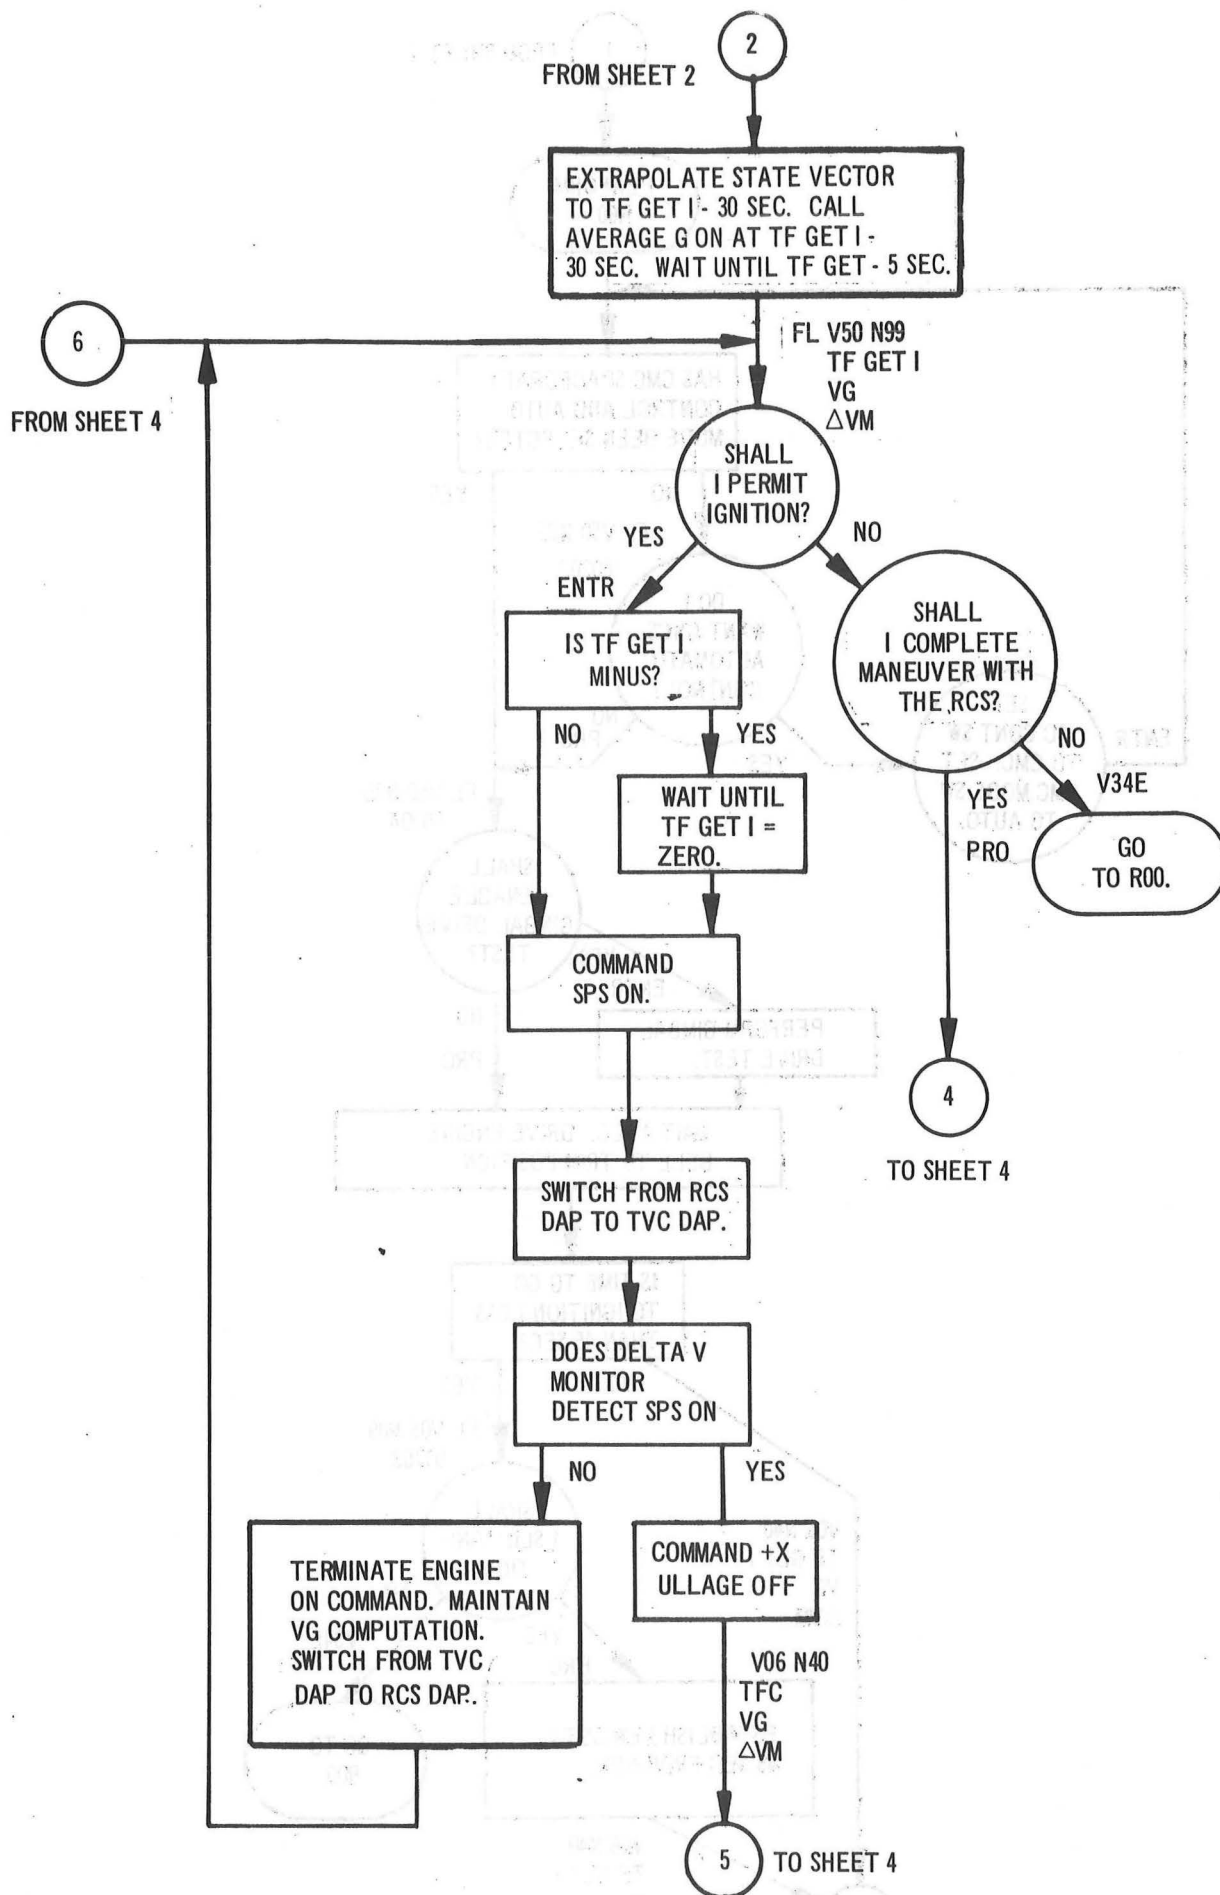 2
FROM SHEET 2
EXTRAPOLATE STATE VECTOR
TO TF GET I - 30 SEC. CALL
AVERAGE G ON AT TF GET I -
30 SEC. WAIT UNTIL TF GET - 5 SEC.
6
FROM SHEET 4
FL V50 N99
TF GET I
VG
△VM
SHALL
I PERMIT
IGNITION?
YES
NO
ENTR
IS TF GET I
MINUS?
SHALL
I COMPLETE
MANEUVER WITH
THE RCS?
NO
YES
NO
V34E
WAIT UNTIL
TF GET I =
ZERO.
YES
PRO
GO
TO R00.
COMMAND
SPS ON.
4
TO SHEET 4
SWITCH FROM RCS
DAP TO TVC DAP.
DOES DELTA V
MONITOR
DETECT SPS ON
NO
YES
TERMINATE ENGINE
ON COMMAND. MAINTAIN
VG COMPUTATION.
SWITCH FROM TVC
DAP TO RCS DAP.
COMMAND +X
ULLAGE OFF
V06 N40
TFC
VG
△VM
5
TO SHEET 4